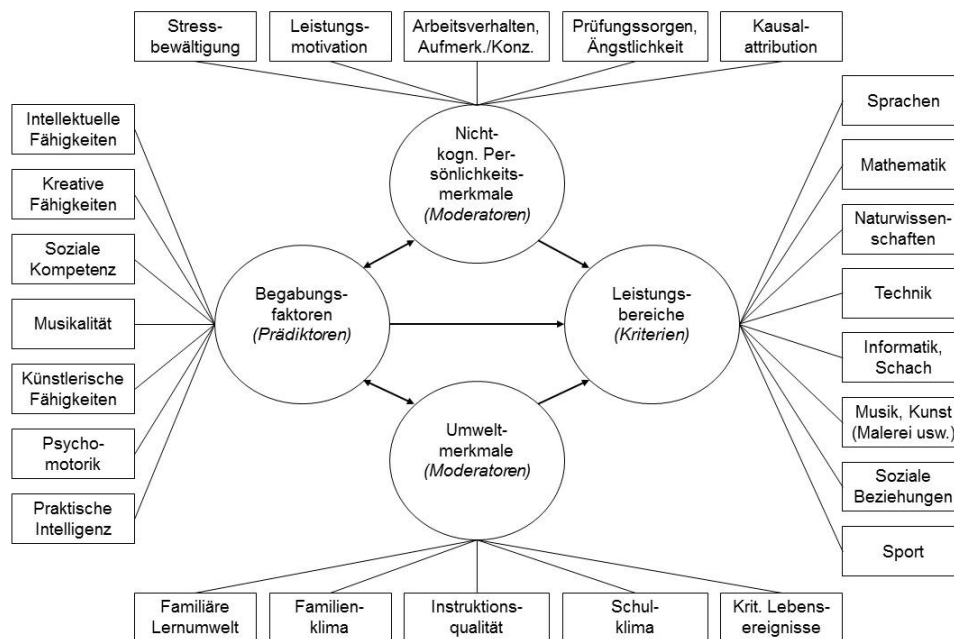 Stress-
bewältigung
Leistungs-
motivation
Arbeitsverhalten,
Aufmerk./Konz.
Prüfungssorgen,
Ängstlichkeit
Kausal-
attribution
Intellektuelle
Fähigkeiten
Kreative
Fähigkeiten
Soziale
Kompetenz
Musikalität
Künstlerische
Fähigkeiten
Psycho-
motorik
Praktische
Intelligenz
Nicht-
kogn. Per-
sönlichkeits-
merkmale
(Moderatoren)
Begabungs-
faktoren
(Prädiktoren)
Leistungs-
bereiche
(Kriterien)
Umwelt-
merkmale
(Moderatoren)
Sprachen
Mathematik
Naturwissen-
schaften
Technik
Informatik,
Schach
Musik, Kunst
(Malerei usw.)
Soziale
Beziehungen
Sport
Familiäre
Lernumwelt
Familien-
klima
Instruktions-
qualität
Schul-
klima
Krit. Lebens-
ereignisse